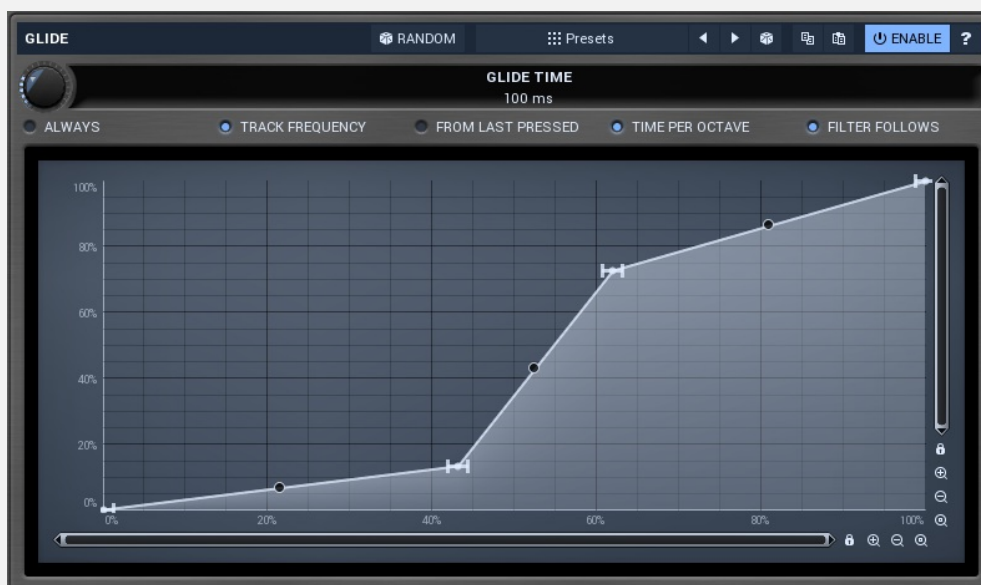 GLIDE RANDOM Presets ENABLE ?
GLIDE TIME
100 ms
ALWAYS TRACK FREQUENCY FROM LAST PRESSED TIME PER OCTAVE FILTER FOLLOWS
100%
80%
60%
40%
20%
0%
0% 20% 40% 60% 80% 100%